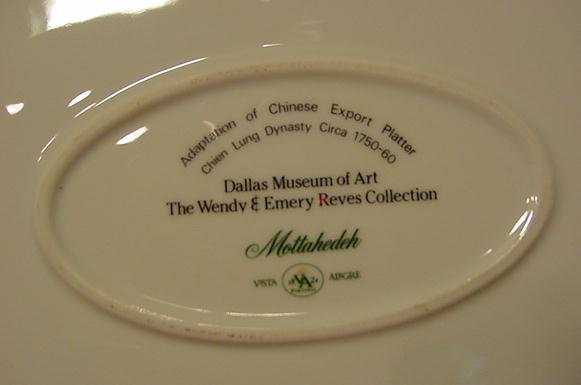 Adaptation of Chinese Export Platter
Chien Lung Dynasty Circa 1750-60
Dallas Museum of Art
The Wendy & Emery Reves Collection
Mottahedeh
VISTA VA ALEGRE